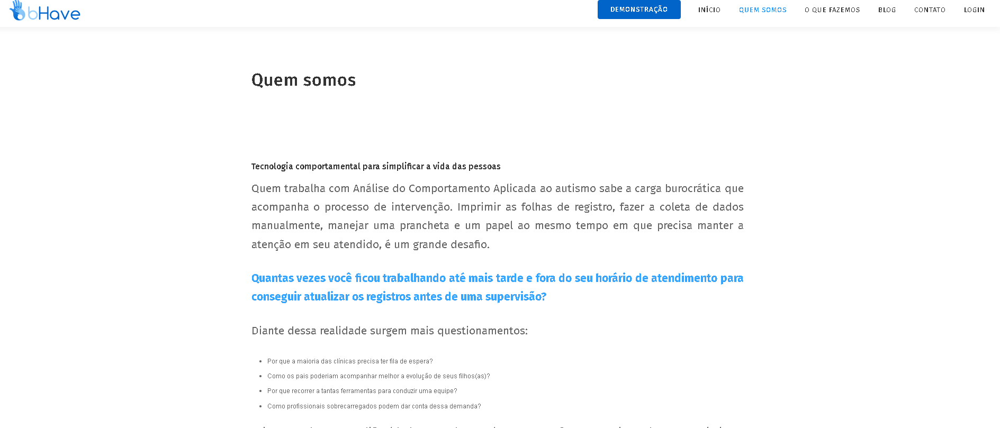 bHave
DEMONSTRAÇÃO
INÍCIO
QUEM SOMOS
O QUE FAZEMOS
BLOG
CONTATO
LOGIN
Quem somos
Tecnologia comportamental para simplificar a vida das pessoas
Quem trabalha com Análise do Comportamento Aplicada ao autismo sabe a carga burocrática que
acompanha o processo de intervenção. Imprimir as folhas de registro, fazer a coleta de dados
manualmente, manejar uma prancheta e um papel ao mesmo tempo em que precisa manter a
atenção em seu atendido, é um grande desafio.
Quantas vezes você ficou trabalhando até mais tarde e fora do seu horário de atendimento para
conseguir atualizar os registros antes de uma supervisão?
Diante dessa realidade surgem mais questionamentos:
• Por que a maioria das clínicas precisa ter fila de espera?
• Como os pais poderiam acompanhar melhor a evolução de seus filhos(as)?
• Por que recorrer a tantas ferramentas para conduzir uma equipe?
• Como profissionais sobrecarregados podem dar conta dessa demanda?